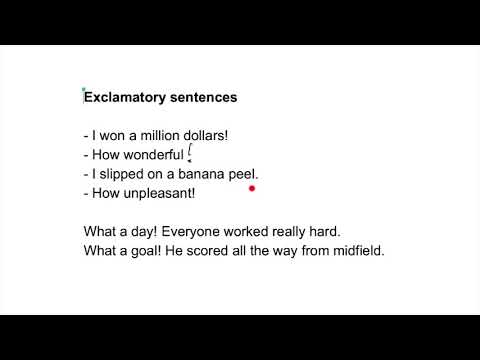 Exclamatory sentences
- I won a million dollars!
- How wonderful !
- I slipped on a banana peel.
- How unpleasant!
What a day! Everyone worked really hard.
What a goal! He scored all the way from midfield.